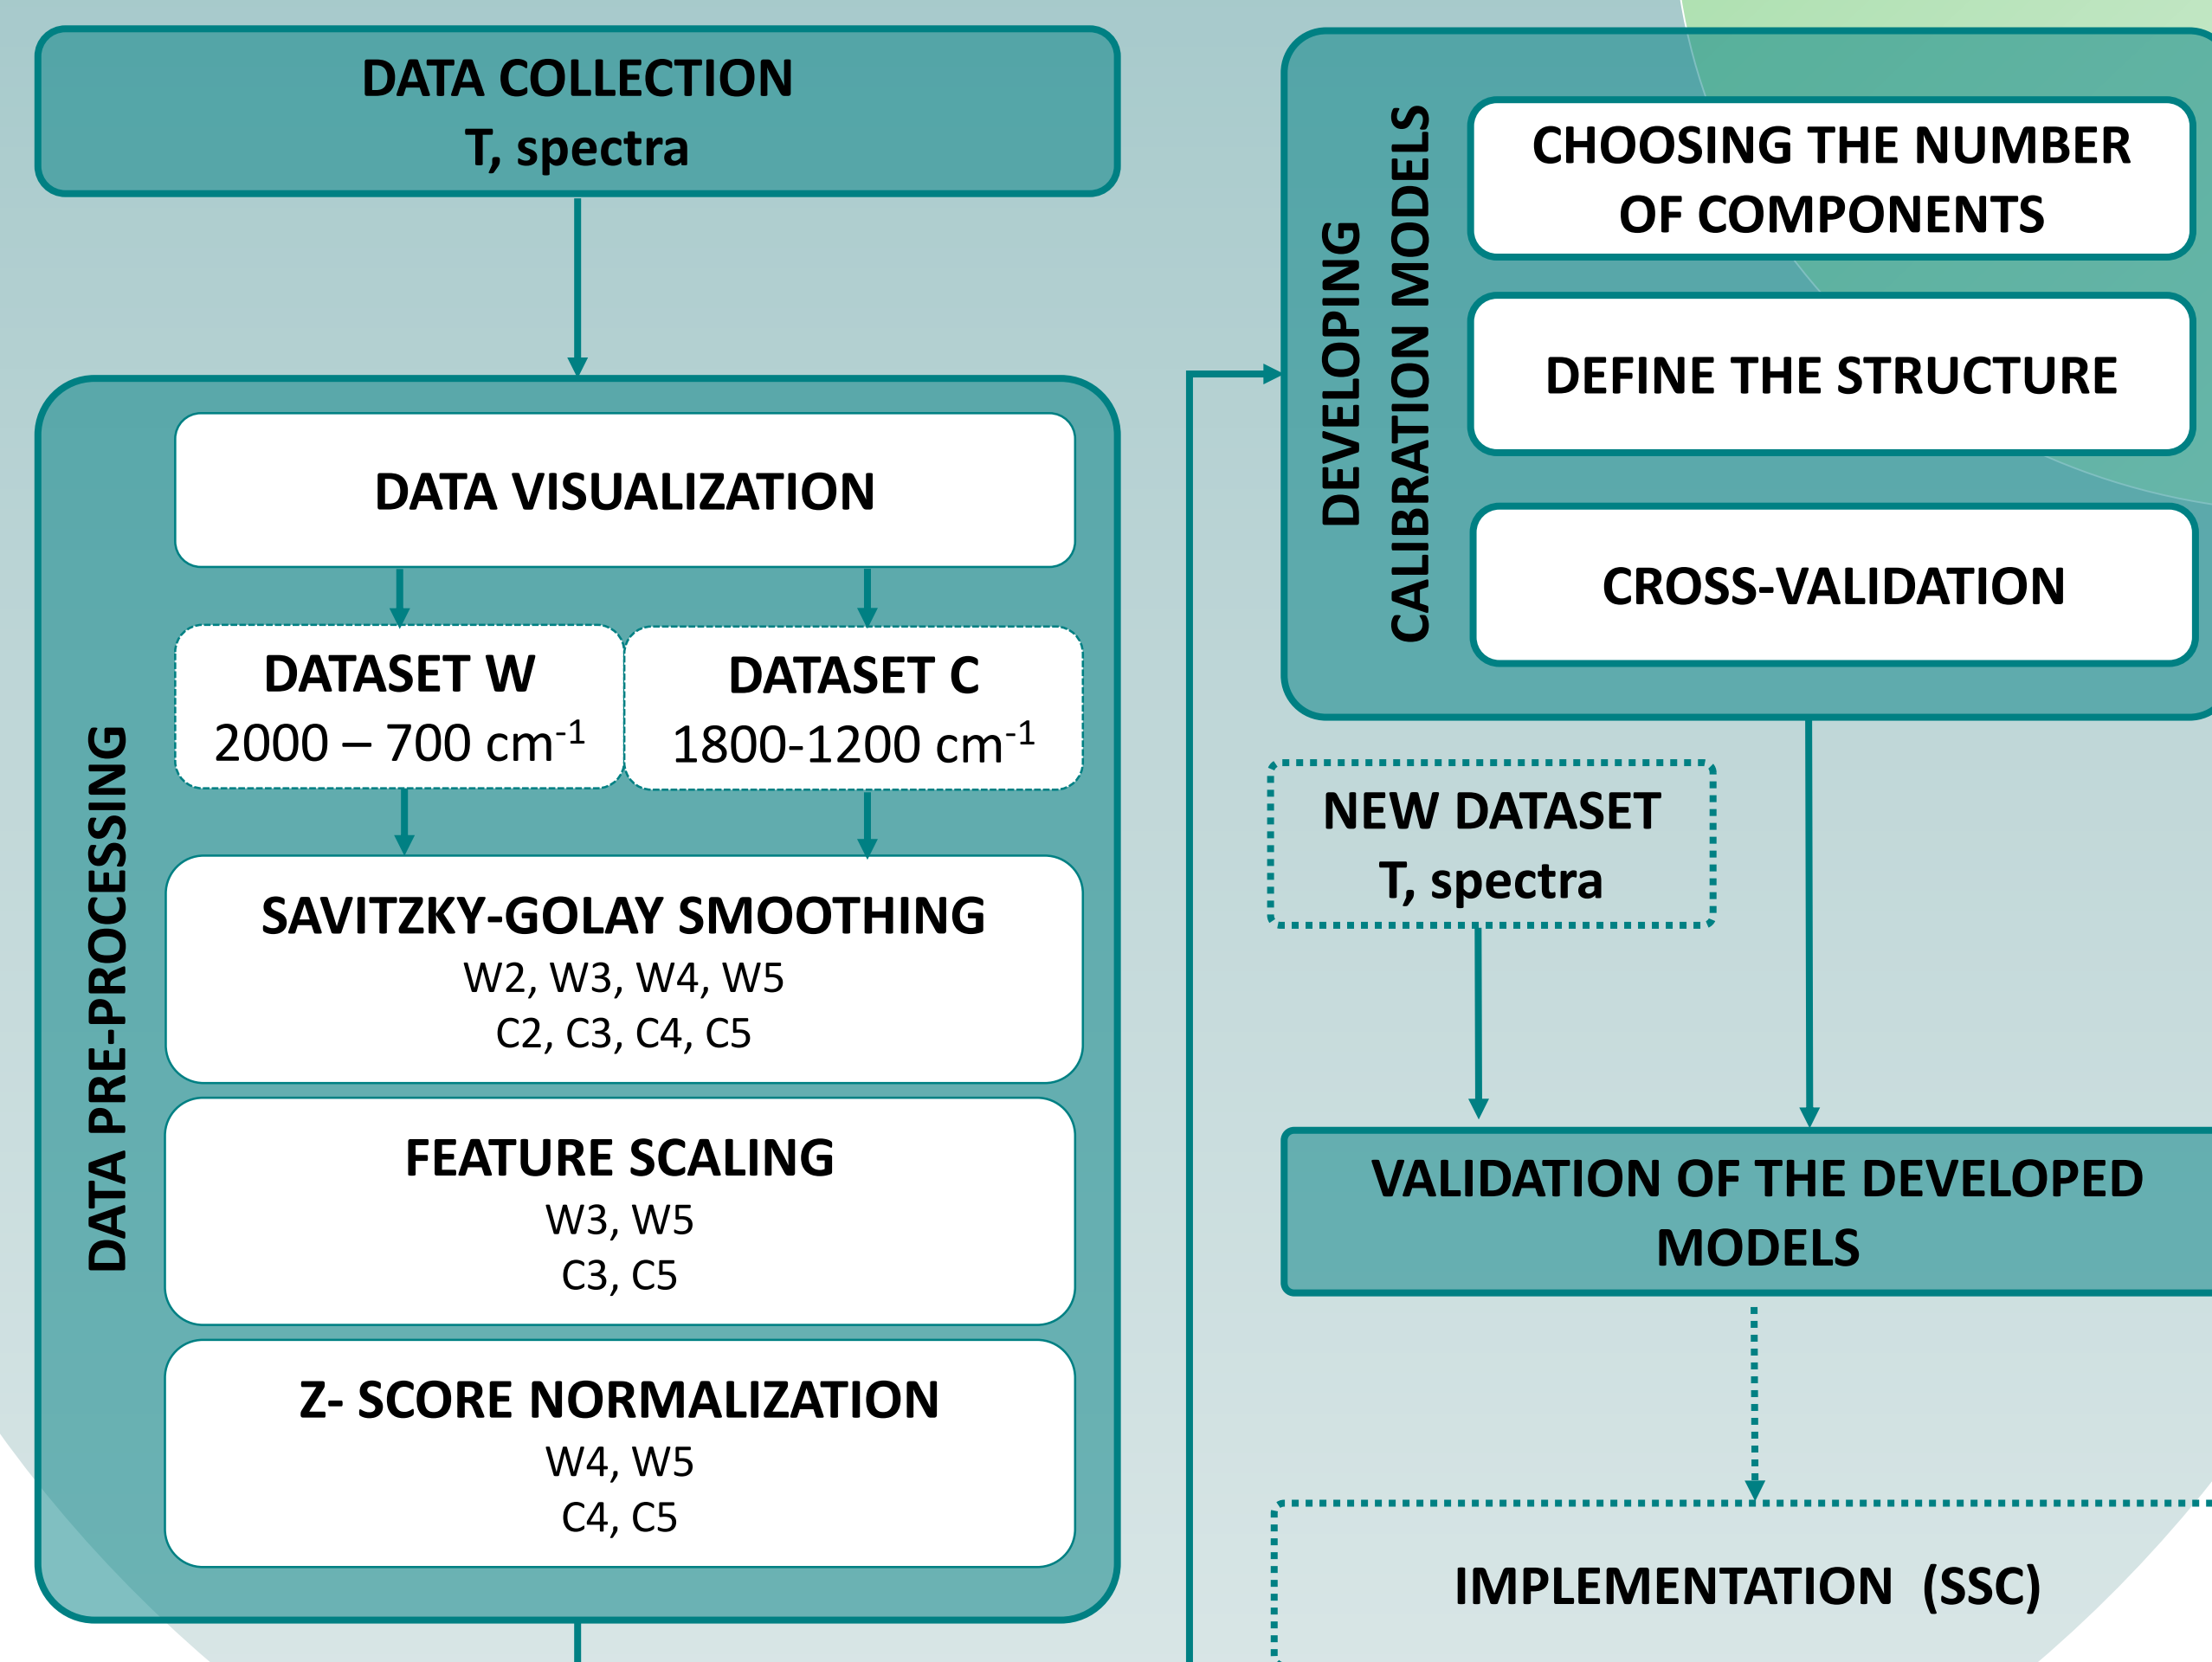 DATA COLLECTION
T, spectra
DATA PRE-PROCESSING
DATA VISUALIZATION
DATASET W
2000 – 700 cm⁻¹
DATASET C
1800-1200 cm⁻¹
SAVITZKY-GOLAY SMOOTHING
W2, W3, W4, W5
C2, C3, C4, C5
FEATURE SCALING
W3, W5
C3, C5
Z- SCORE NORMALIZATION
W4, W5
C4, C5
DEVELOPING
CALIBRATION MODELS
CHOOSING THE NUMBER
OF COMPONENTS
DEFINE THE STRUCTURE
CROSS-VALIDATION
NEW DATASET
T, spectra
VALIDATION OF THE DEVELOPED
MODELS
IMPLEMENTATION (SSC)